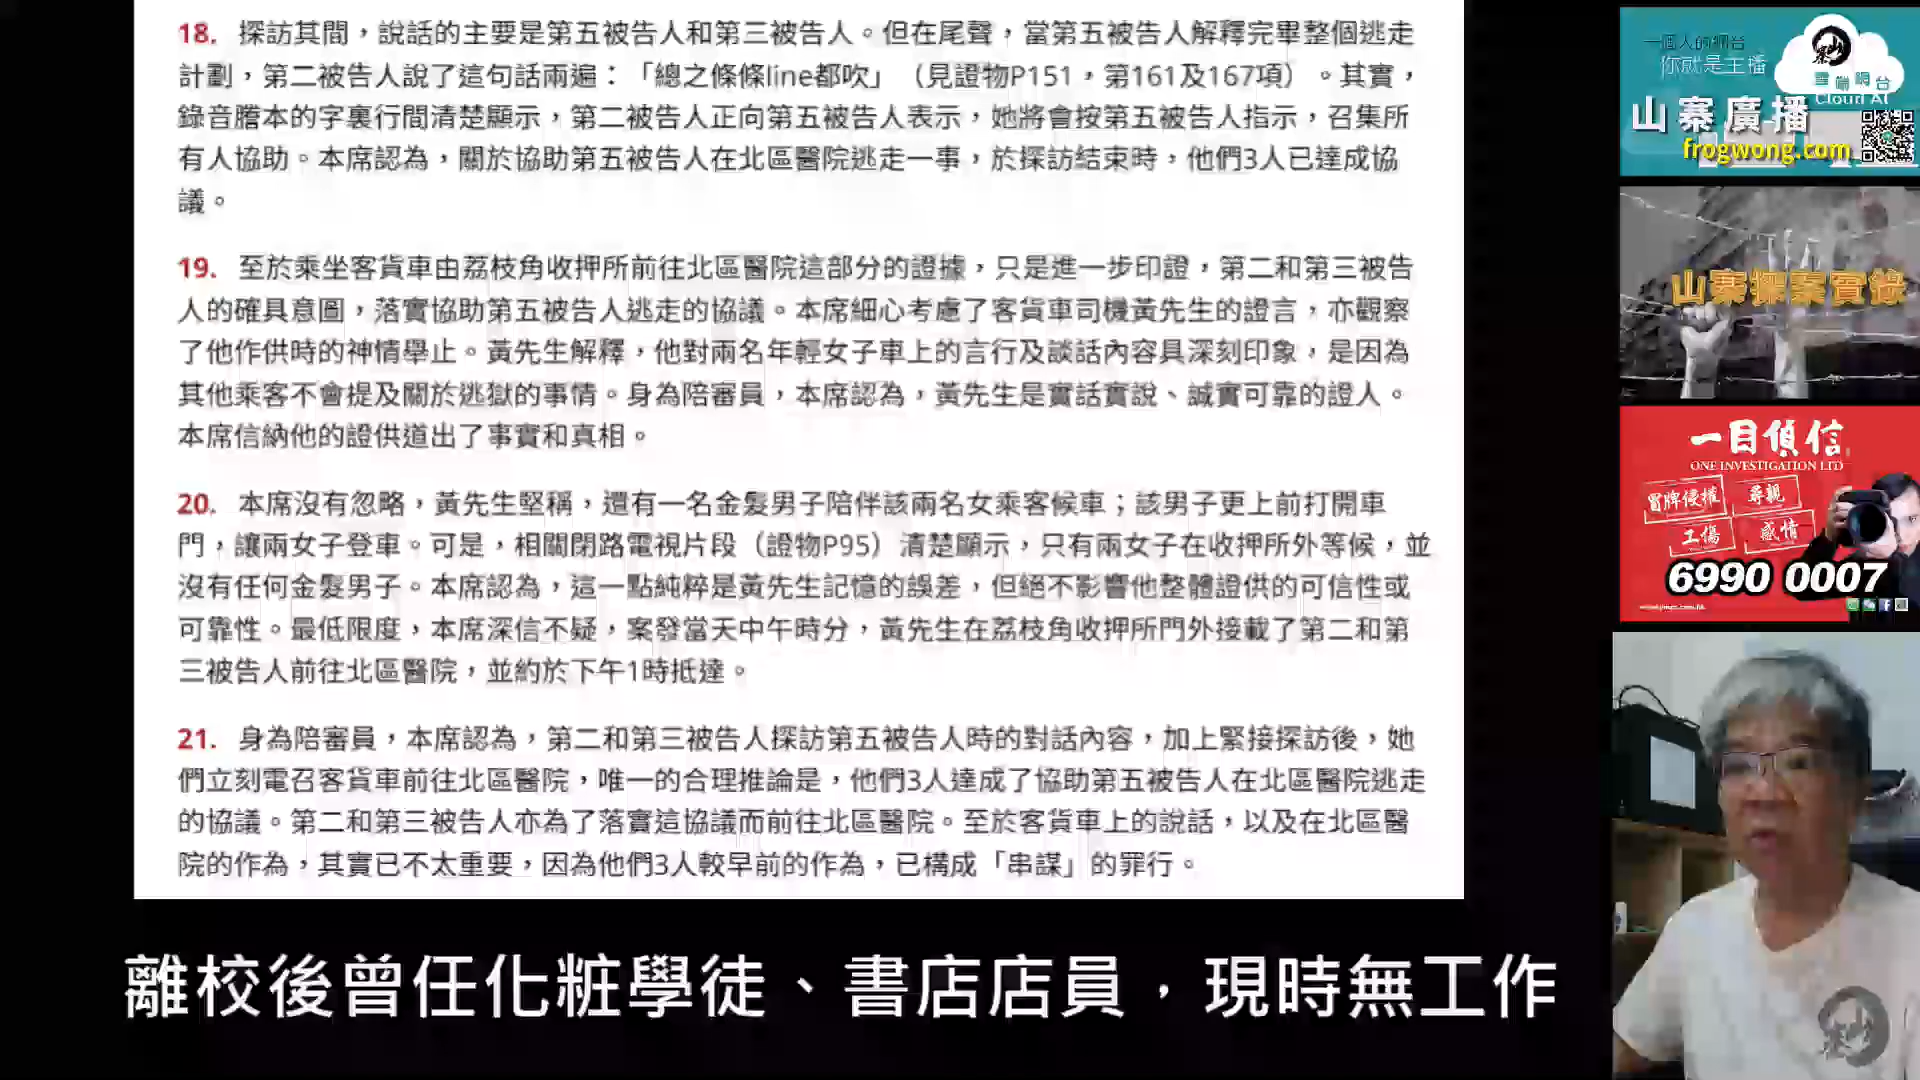 18. 探訪其間，說話的主要是第五被告人和第三被告人。但在尾聲，當第五被告人解釋完畢整個逃走
計劃，第二被告人說了這句話兩遍：「總之條條line都吹」（見證物P151，第161及167項）。其實，
錄音謄本的字裏行間清楚顯示，第二被告人正向第五被告人表示，她將會按第五被告人指示，召集所
有人協助。本席認為，關於協助第五被告人在北區醫院逃走一事，於探訪結束時，他們3人已達成協
議。
19. 至於乘坐客貨車由荔枝角收押所前往北區醫院這部分的證據，只是進一步印證，第二和第三被告
人的確具意圖，落實協助第五被告人逃走的協議。本席細心考慮了客貨車司機黃先生的證言，亦觀察
了他作供時的神情舉止。黃先生解釋，他對兩名年輕女子車上的言行及談話內容具深刻印象，是因為
其他乘客不會提及關於逃獄的事情。身為陪審員，本席認為，黃先生是實話實說、誠實可靠的證人。
本席信納他的證供道出了事實和真相。
20. 本席沒有忽略，黃先生堅稱，還有一名金髮男子陪伴該兩名女乘客候車；該男子更上前打開車
門，讓兩女子登車。可是，相關閉路電視片段（證物P95）清楚顯示，只有兩女子在收押所外等候，並
沒有任何金髮男子。本席認為，這一點純粹是黃先生記憶的誤差，但絕不影響他整體證供的可信性或
可靠性。最低限度，本席深信不疑，案發當天中午時分，黃先生在荔枝角收押所門外接載了第二和第
三被告人前往北區醫院，並約於下午1時抵達。
21. 身為陪審員，本席認為，第二和第三被告人探訪第五被告人時的對話內容，加上緊接探訪後，她
們立刻電召客貨車前往北區醫院，唯一的合理推論是，他們3人達成了協助第五被告人在北區醫院逃走
的協議。第二和第三被告人亦為了落實這協議而前往北區醫院。至於客貨車上的說話，以及在北區醫
院的作為，其實已不太重要，因為他們3人較早前的作為，已構成「串謀」的罪行。
離校後曾任化粧學徒、書店店員，現時無工作
一個人的網台
你就是主播
雲端網台
Cloud AI
山寨廣播
frogwong.com
山寨探案實錄
一目偵信
ONE INVESTIGATION LTD
冒牌侵權
尋親
工傷
感情
6990 0007